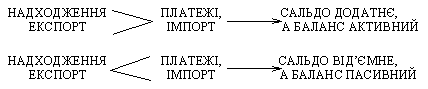 НАДХОДЖЕННЯ ПЛАТЕЖІ, САЛЬДО ДОДАТНЄ,
ЕКСПОРТ ІМПОРТ А БАЛАНС АКТИВНИЙ
НАДХОДЖЕННЯ ПЛАТЕЖІ, САЛЬДО ВІД’ЄМНЕ,
ЕКСПОРТ ІМПОРТ А БАЛАНС ПАСИВНИЙ